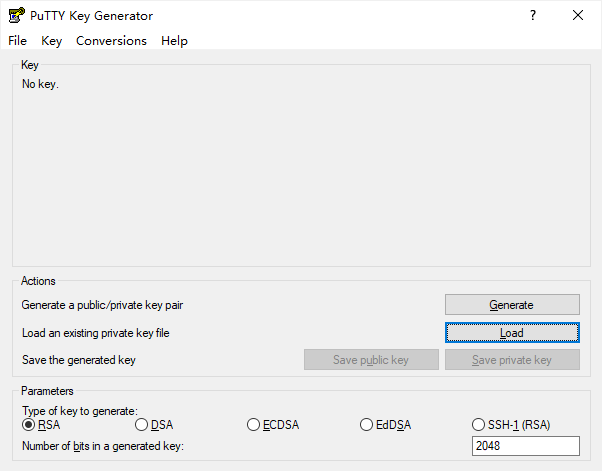 PuTTY Key Generator
?
File Key Conversions Help
Key
No key.
Actions
Generate a public/private key pair Generate
Load an existing private key file Load
Save the generated key Save public key Save private key
Parameters
Type of key to generate:
RSA DSA ECDSA EdDSA SSH-1 (RSA)
Number of bits in a generated key: 2048